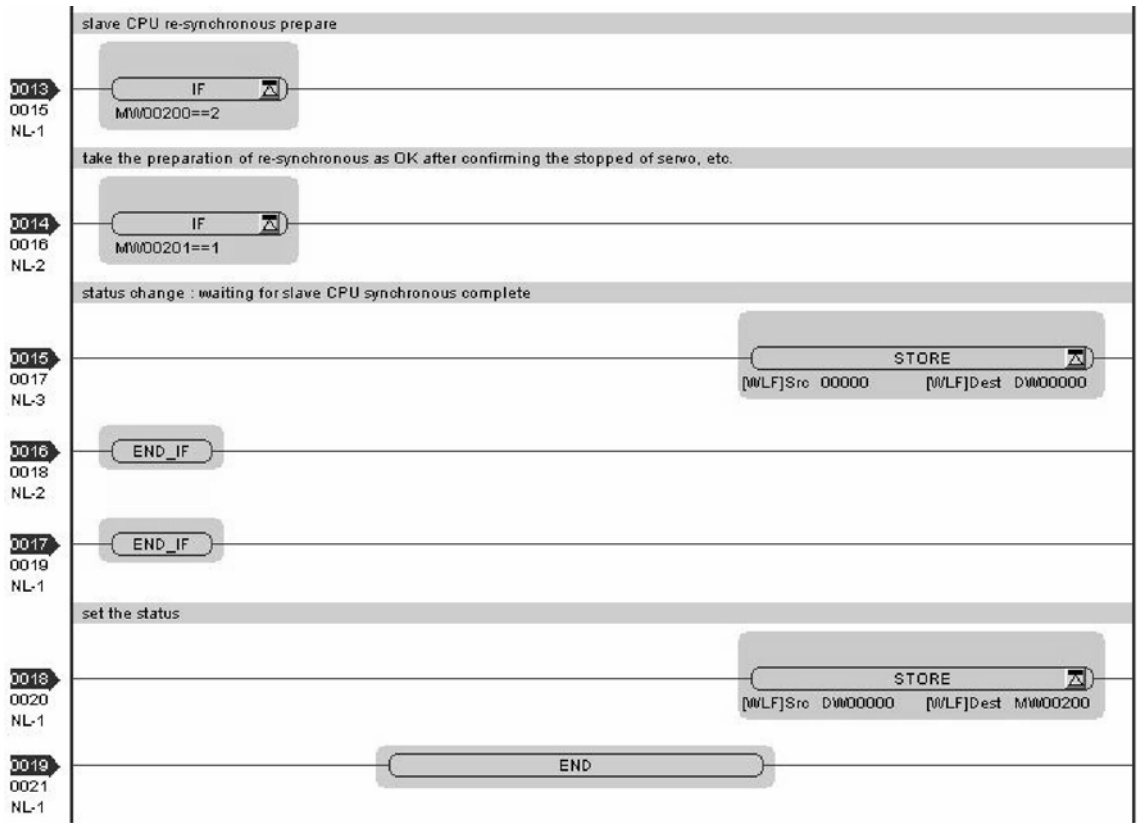 slave CPU re-synchronous prepare
0013
IF
0015
MW00200==2
NL-1
take the preparation of re-synchronous as OK after confirming the stopped of servo, etc.
0014
IF
0016
MW00201==1
NL-2
status change : waiting for slave CPU synchronous complete
0015
STORE
0017
[WLF]Src 00000 [WLF]Dest DW00000
NL-3
0016
END_IF
0018
NL-2
0017
END_IF
0019
NL-1
set the status
0018
STORE
0020
[WLF]Src DW00000 [WLF]Dest MW00200
NL-1
0019
END
0021
NL-1